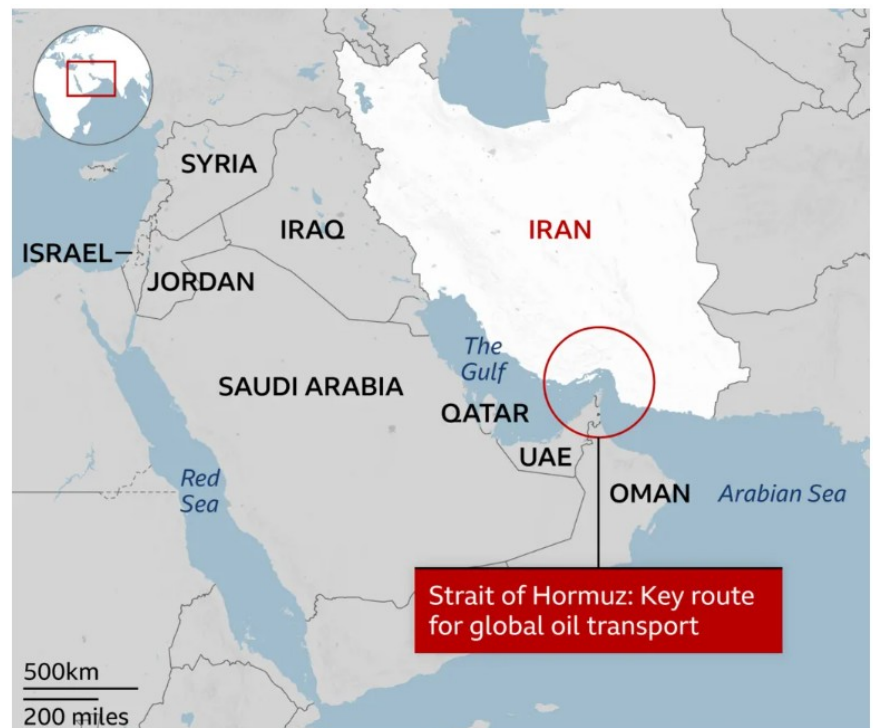 SYRIA
ISRAEL
IRAQ
IRAN
JORDAN
The
Gulf
SAUDI ARABIA
QATAR
UAE
Red
Sea
OMAN
Arabian Sea
Strait of Hormuz: Key route
for global oil transport
500km
200 miles